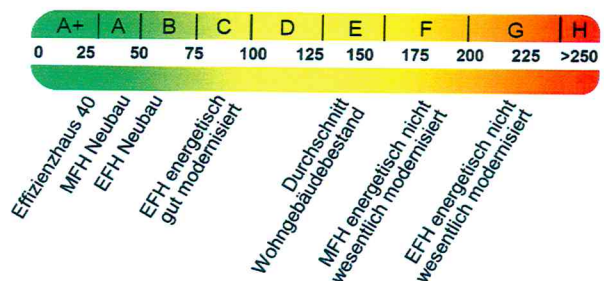 A+ A B C D E F G H
0 25 50 75 100 125 150 175 200 225 >250
Effizienzhaus 40
MFH Neubau
EFH Neubau
EFH energetisch
gut modernisiert
Durchschnitt
Wohngebäudebestand
MFH energetisch nicht
wesentlich modernisiert
EFH energetisch nicht
wesentlich modernisiert